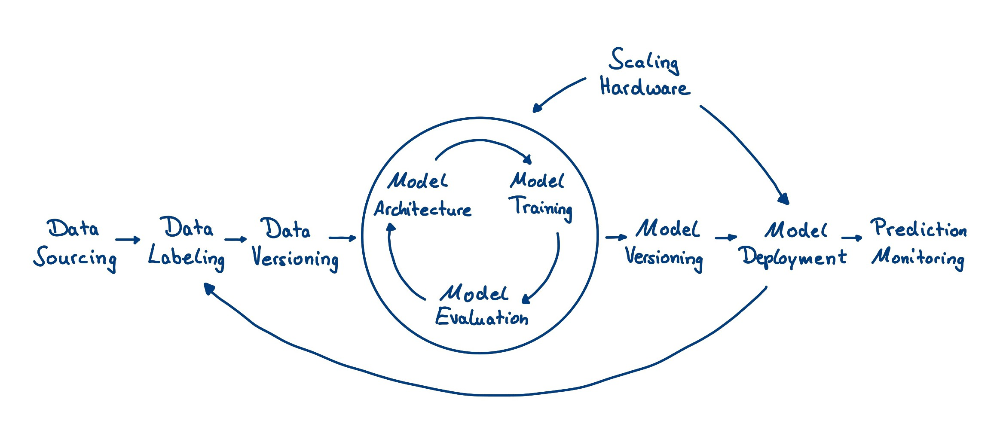 Scaling
Hardware
Model
Architecture
Model
Training
Model
Evaluation
Data
Sourcing
Data
Labeling
Data
Versioning
Model
Versioning
Model
Deployment
Prediction
Monitoring